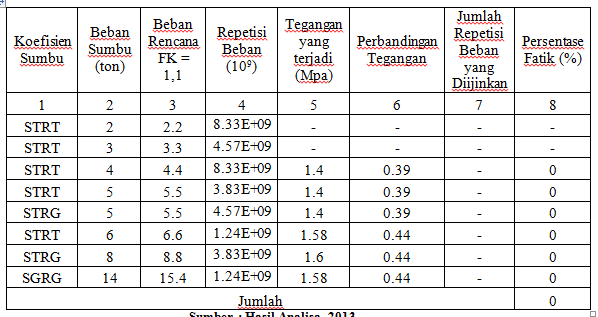 Koefisien Sumbu | Beban Sumbu (ton) | Beban Rencana FK = 1,1 | Repetisi Beban (10⁹) | Tegangan yang terjadi (Mpa) | Perbandingan Tegangan | Jumlah Repetisi Beban yang Diijinkan | Persentase Fatik (%)
1 | 2 | 3 | 4 | 5 | 6 | 7 | 8
STRT | 2 | 2.2 | 8.33E+09 | - | - | - | -
STRT | 3 | 3.3 | 4.57E+09 | - | - | - | -
STRT | 4 | 4.4 | 8.33E+09 | 1.4 | 0.39 | - | 0
STRT | 5 | 5.5 | 3.83E+09 | 1.4 | 0.39 | - | 0
STRG | 5 | 5.5 | 4.57E+09 | 1.4 | 0.39 | - | 0
STRT | 6 | 6.6 | 1.24E+09 | 1.58 | 0.44 | - | 0
STRG | 8 | 8.8 | 3.83E+09 | 1.6 | 0.44 | - | 0
SGRG | 14 | 15.4 | 1.24E+09 | 1.58 | 0.44 | - | 0
Jumlah | 0
Sumber : Hasil Analisa, 2013